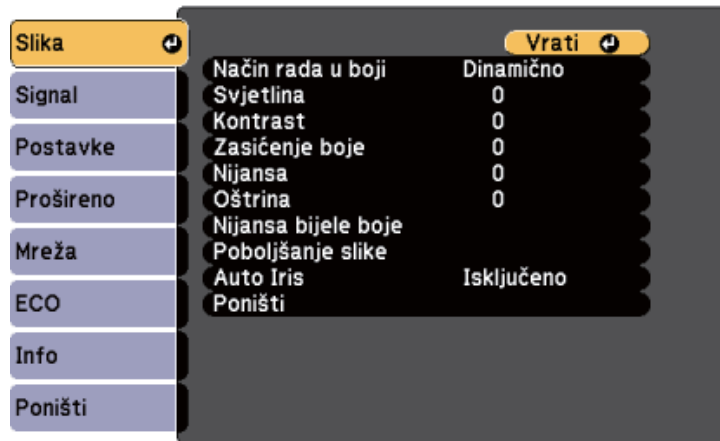 Slika
Signal
Postavke
Prošireno
Mreža
ECO
Info
Poništi
Vrati
Način rada u boji Dinamično
Svjetlina 0
Kontrast 0
Zasićenje boje 0
Nijansa 0
Oštrina 0
Nijansa bijele boje
Poboljšanje slike
Auto Iris Isključeno
Poništi